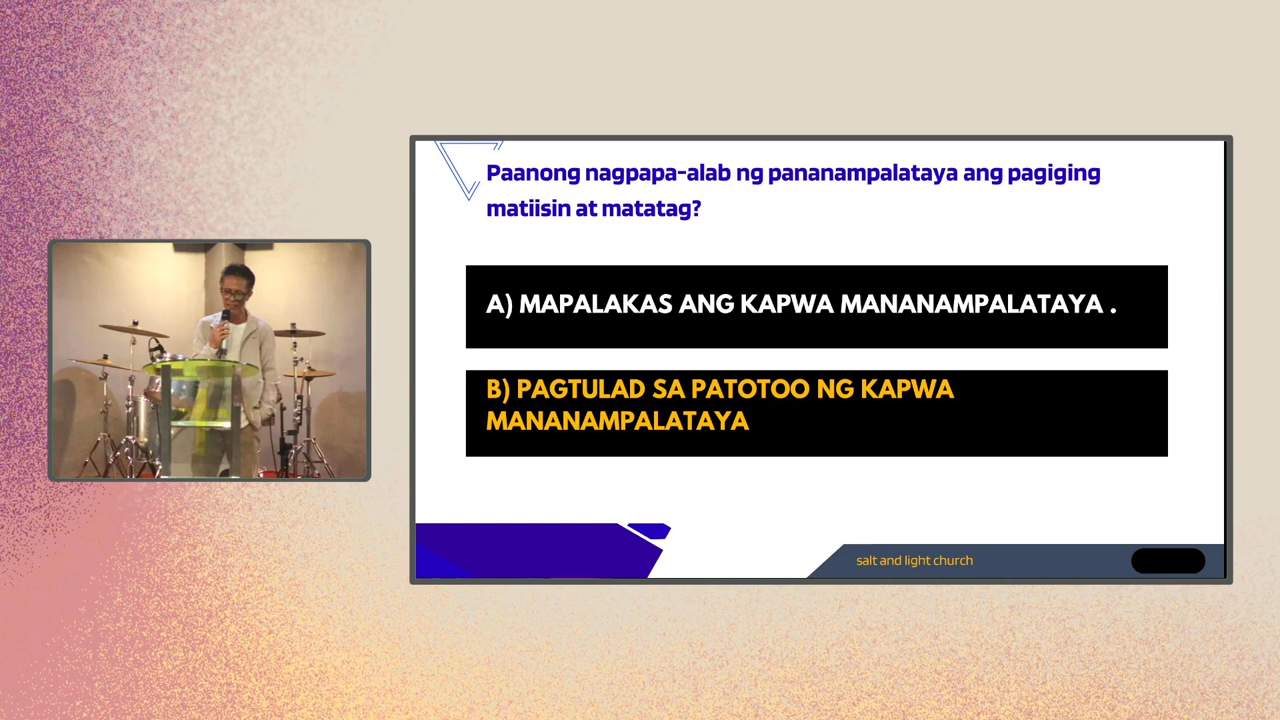 Paanong nagpapa-alab ng pananampalataya ang pagiging
matiisin at matatag?
A) MAPALAKAS ANG KAPWA MANANAMPALATAYA .
B) PAGTULAD SA PATOTOO NG KAPWA
MANANAMPALATAYA
salt and light church